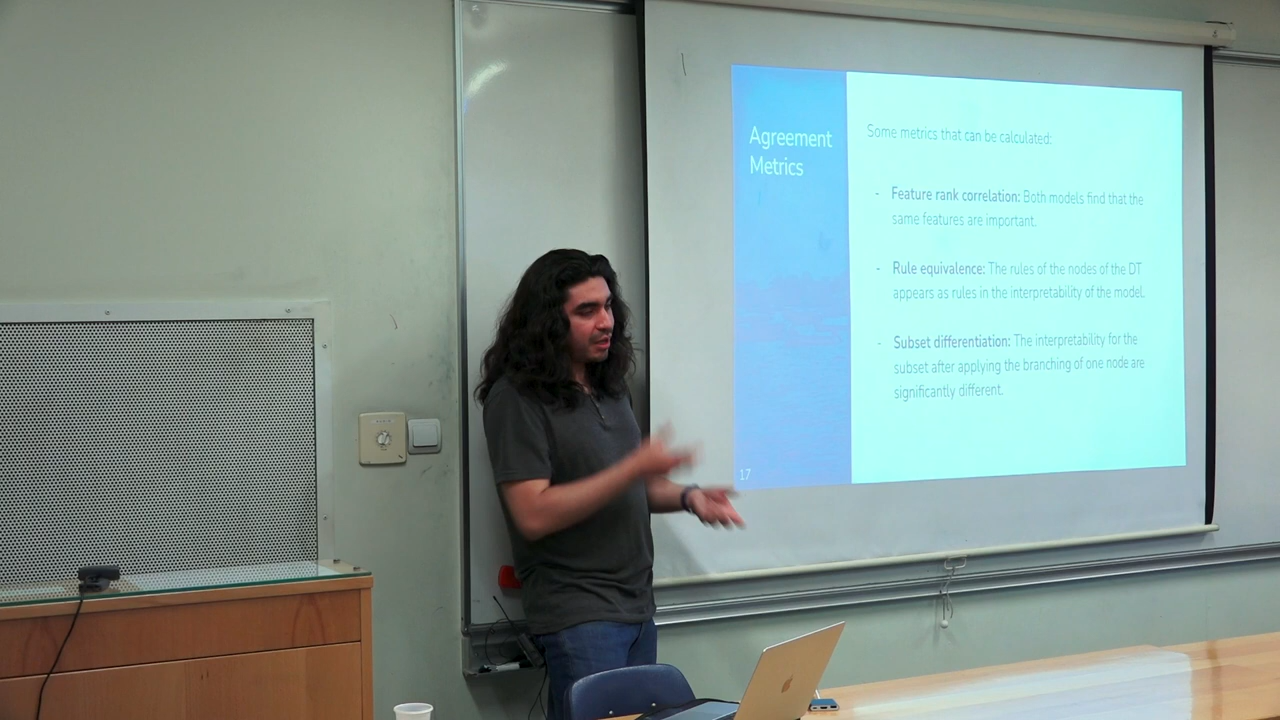 Agreement
Metrics
Some metrics that can be calculated:
- Feature rank correlation: Both models find that the
same features are important.
- Rule equivalence: The rules of the nodes of the DT
appears as rules in the interpretability of the model.
- Subset differentiation: The interpretability for the
subset after applying the branching of one node are
significantly different.
17